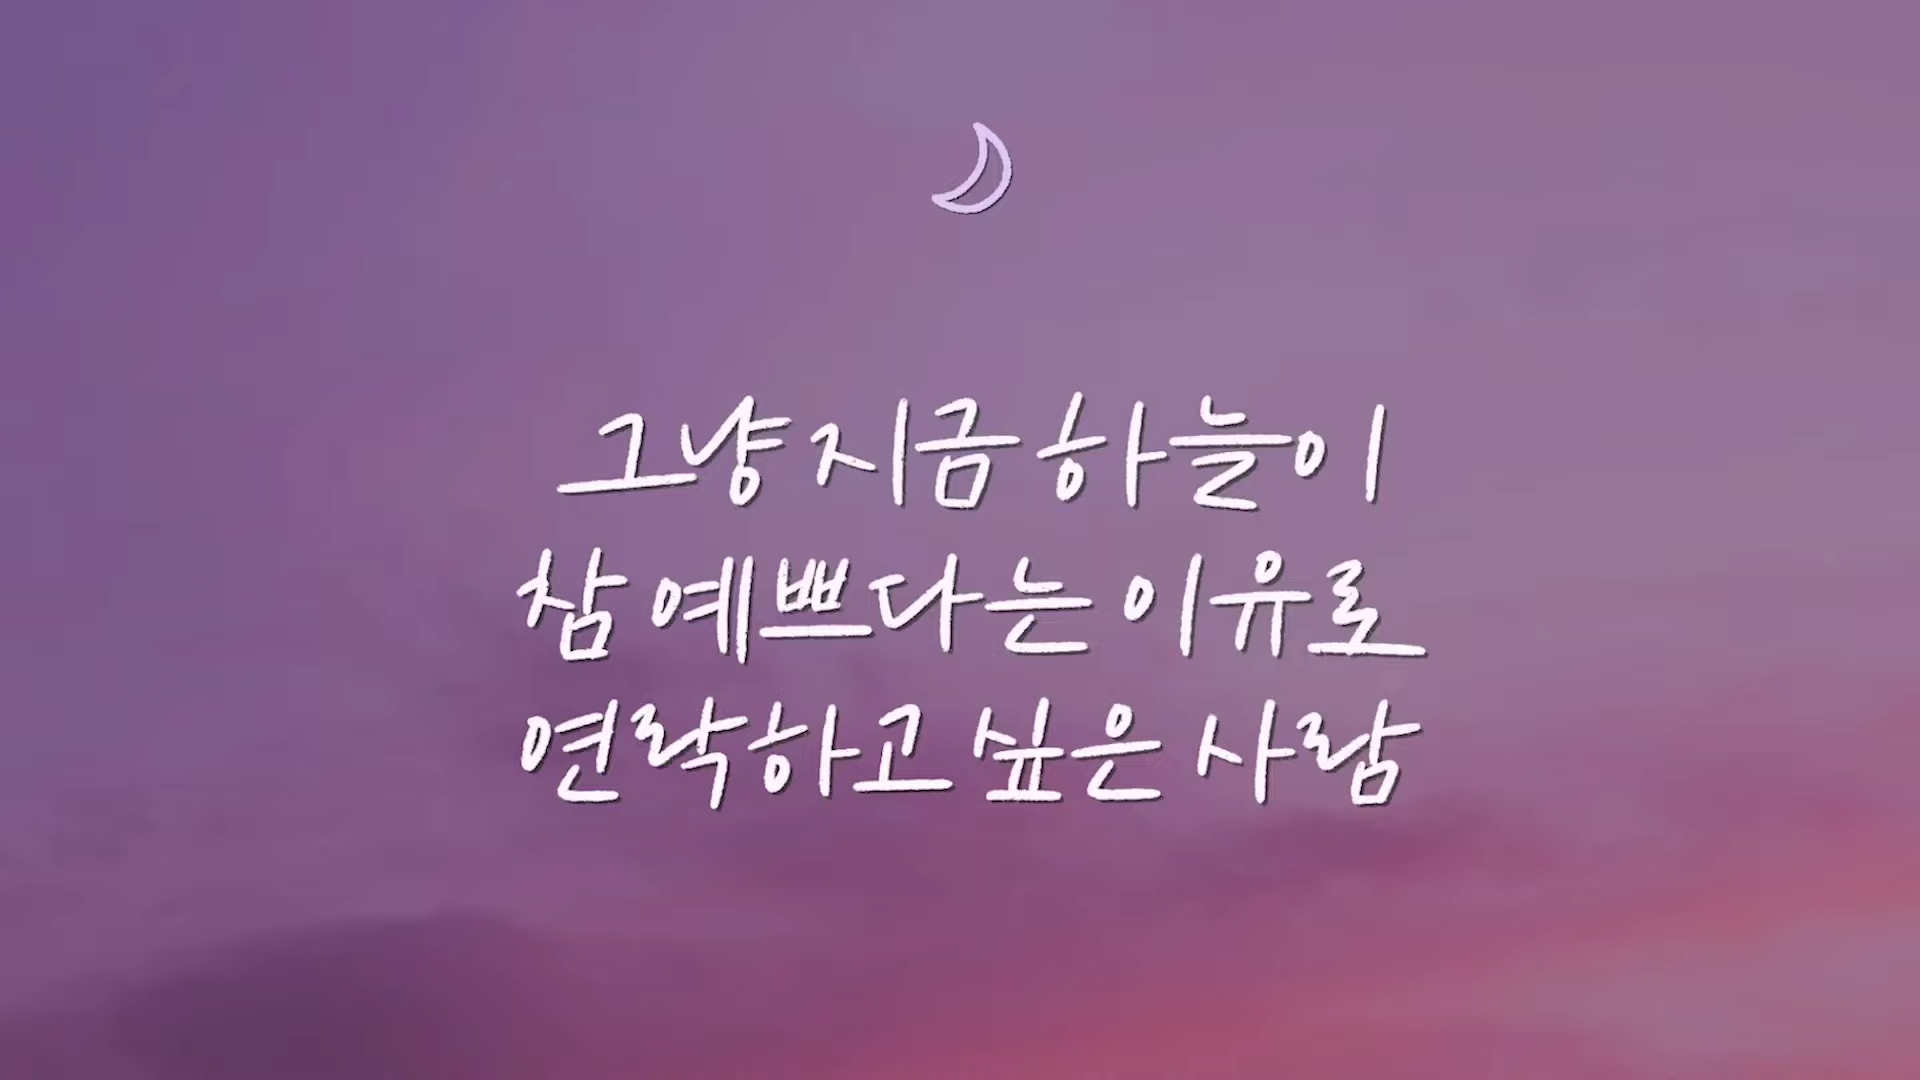 그냥 지금 하늘이
참 예쁘다는 이유로
연락하고 싶은 사람